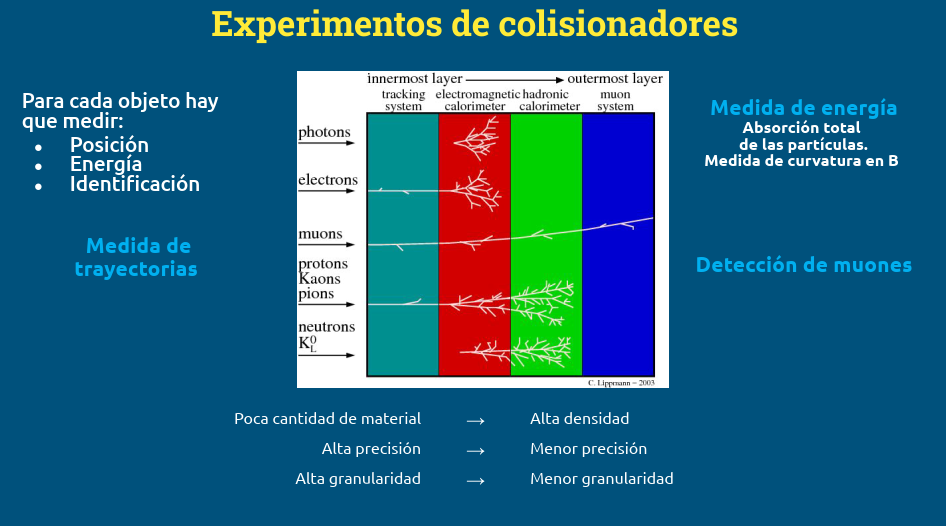 Experimentos de colisionadores
Para cada objeto hay
que medir:
● Posición
● Energía
● Identificación
Medida de
trayectorias
innermost layer → outermost layer
tracking system
electromagnetic calorimeter
hadronic calorimeter
muon system
photons
electrons
muons
protons
Kaons
pions
neutrons
K⁰L
C. Lippmann − 2003
Medida de energía
Absorción total
de las partículas.
Medida de curvatura en B
Detección de muones
Poca cantidad de material → Alta densidad
Alta precisión → Menor precisión
Alta granularidad → Menor granularidad